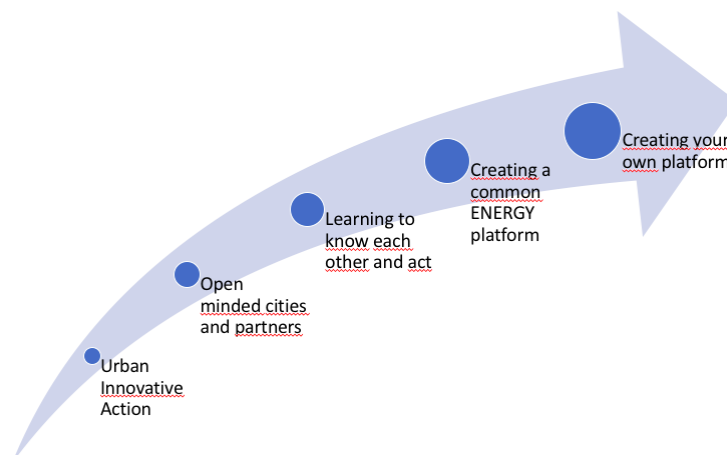 Urban
Innovative
Action
Open
minded cities
and partners
Learning to
know each
other and act
Creating a
common
ENERGY
platform
Creating your
own platform